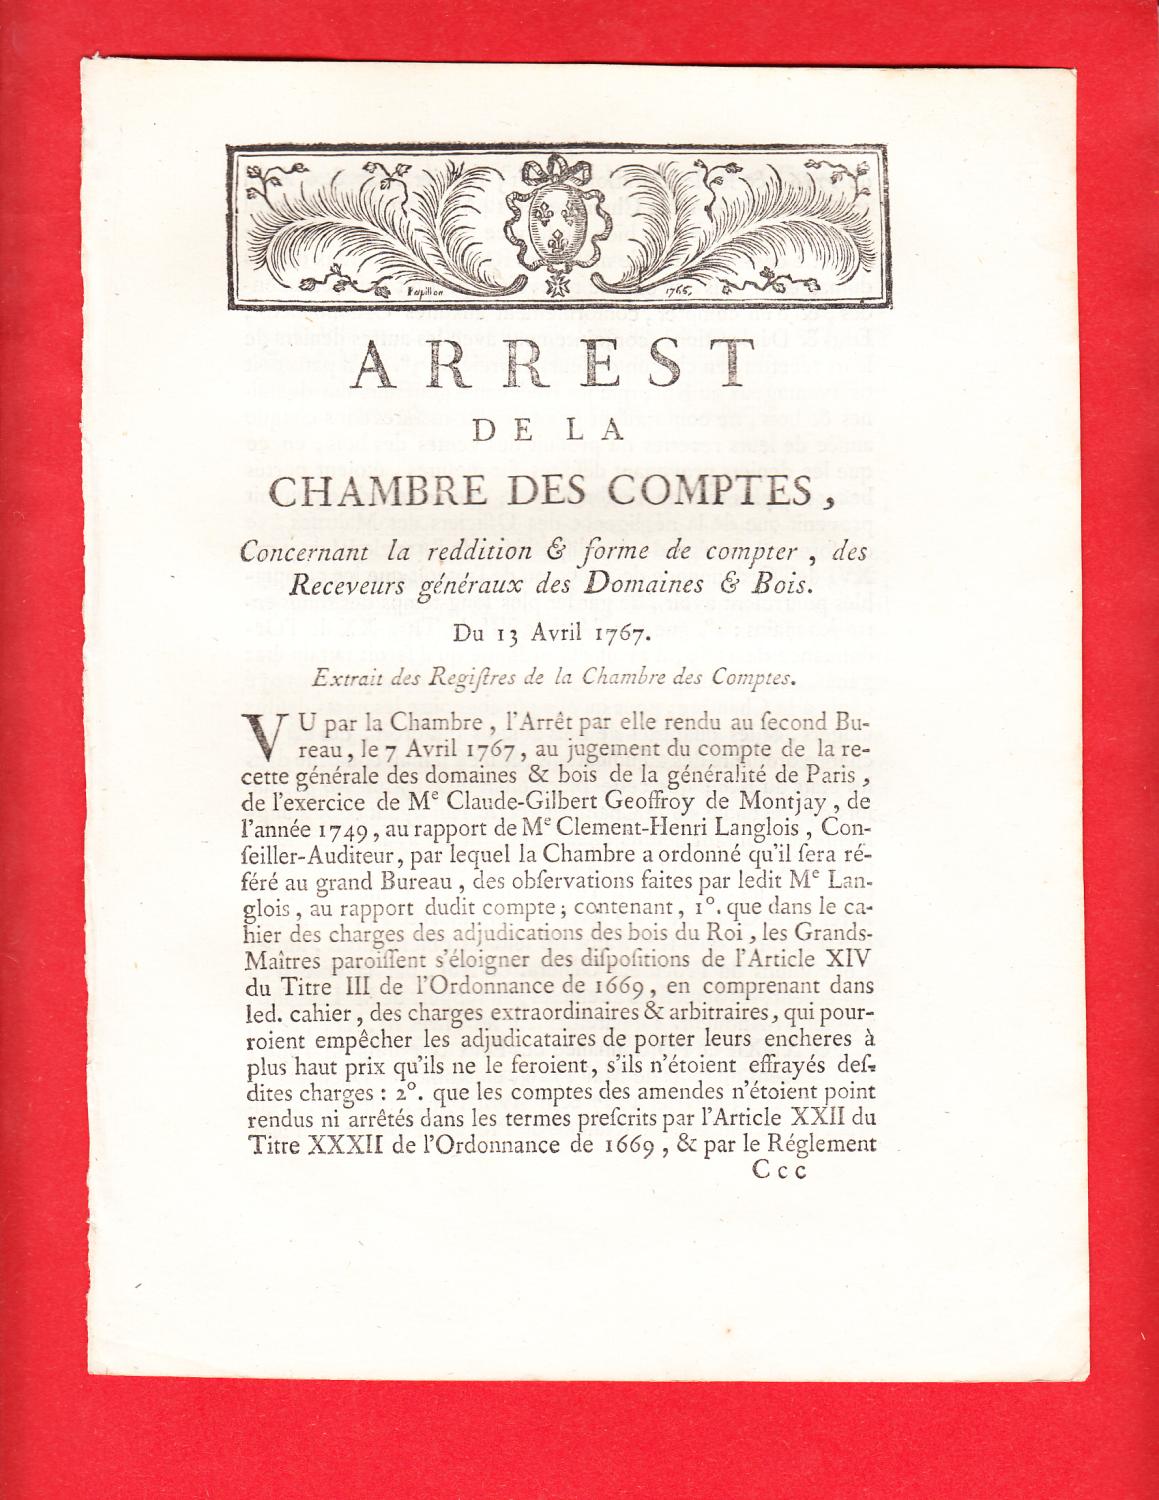 Papillon 1765,
ARREST
DE LA
CHAMBRE DES COMPTES,
Concernant la reddition & forme de compter, des
Receveurs généraux des Domaines & Bois.
Du 13 Avril 1767.
Extrait des Regiſtres de la Chambre des Comptes.
VU par la Chambre, l'Arrêt par elle rendu au ſecond Bu-
reau, le 7 Avril 1767, au jugement du compte de la re-
cette générale des domaines & bois de la généralité de Paris,
de l'exercice de Me Claude-Gilbert Geoffroy de Montjay, de
l'année 1749, au rapport de Me Clement-Henri Langlois, Con-
ſeiller-Auditeur, par lequel la Chambre a ordonné qu'il ſera ré-
féré au grand Bureau, des obſervations faites par ledit Me Lan-
glois, au rapport dudit compte; contenant, 1°. que dans le ca-
hier des charges des adjudications des bois du Roi, les Grands-
Maîtres paroiſſent s'éloigner des diſpoſitions de l'Article XIV
du Titre III de l'Ordonnance de 1669, en comprenant dans
led. cahier, des charges extraordinaires & arbitraires, qui pour-
roient empêcher les adjudicataires de porter leurs encheres à
plus haut prix qu'ils ne le feroient, s'ils n'étoient effrayés deſ-
dites charges : 2°. que les comptes des amendes n'étoient point
rendus ni arrêtés dans les termes preſcrits par l'Article XXII du
Titre XXXII de l'Ordonnance de 1669, & par le Réglement
Ccc